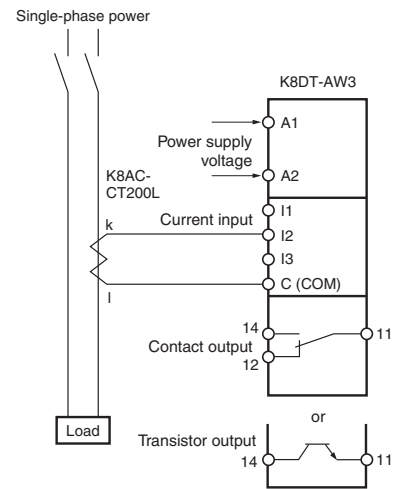 Single-phase power
K8DT-AW3
A1
Power supply
voltage
A2
K8AC-
CT200L
I1
k
Current input
I2
I3
l
C (COM)
14
11
Contact output
12
or
Load
Transistor output
14
11